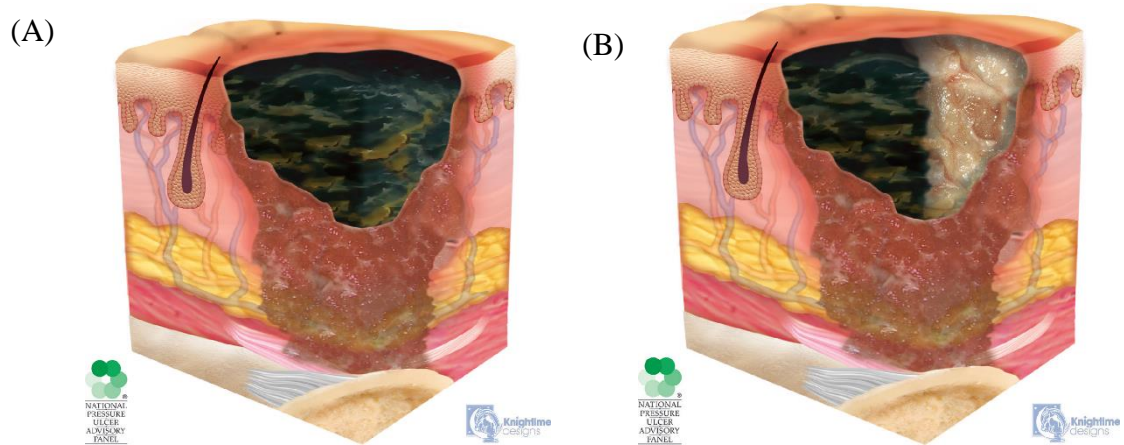 (A)
(B)
NATIONAL
PRESSURE
ULCER
ADVISORY
PANEL
Knightime
designs
NATIONAL
PRESSURE
ULCER
ADVISORY
PANEL
Knightime
designs